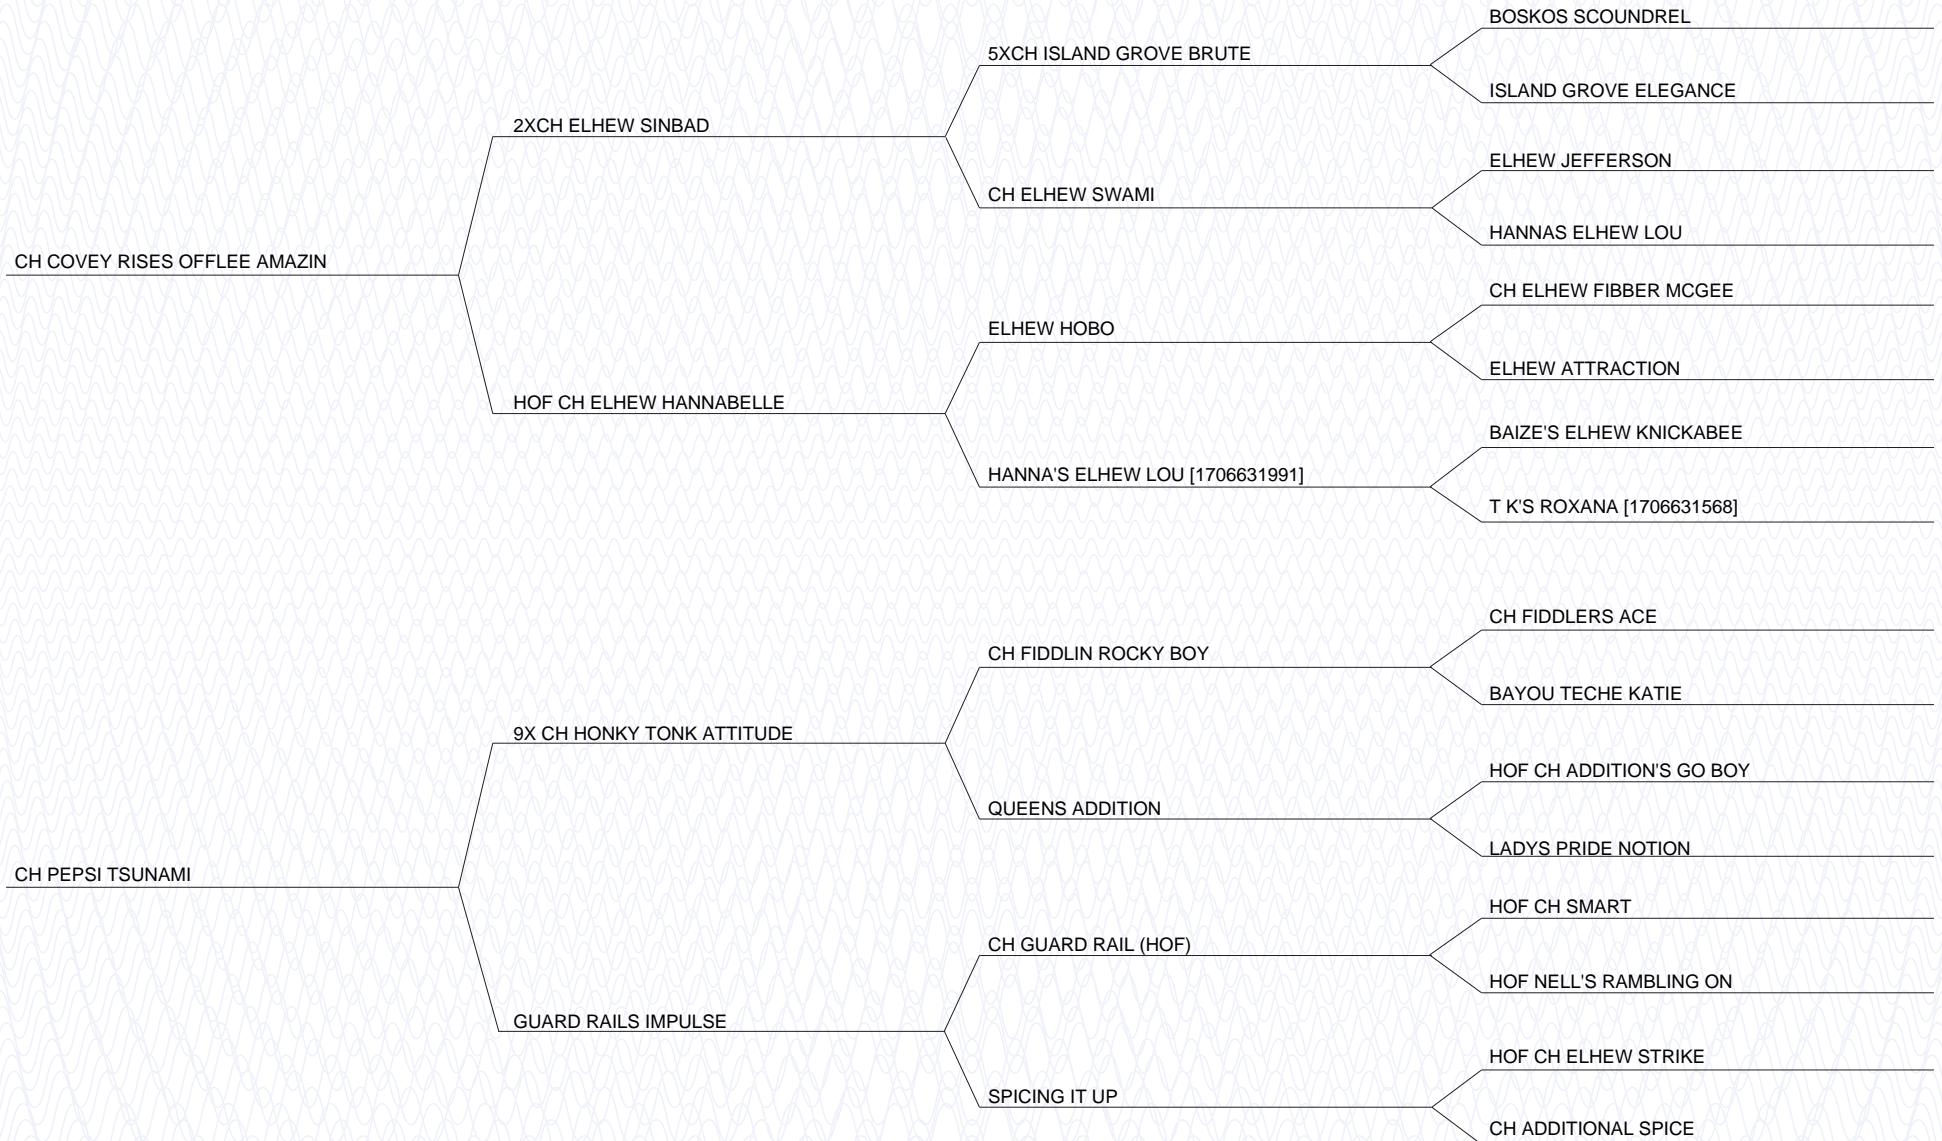 BOSKOS SCOUNDREL
5XCH ISLAND GROVE BRUTE
ISLAND GROVE ELEGANCE
2XCH ELHEW SINBAD
ELHEW JEFFERSON
CH ELHEW SWAMI
HANNAS ELHEW LOU
CH COVEY RISES OFFLEE AMAZIN
CH ELHEW FIBBER MCGEE
ELHEW HOBO
ELHEW ATTRACTION
HOF CH ELHEW HANNABELLE
BAIZE'S ELHEW KNICKABEE
HANNA'S ELHEW LOU [1706631991]
T K'S ROXANA [1706631568]
CH FIDDLERS ACE
CH FIDDLIN ROCKY BOY
BAYOU TECHE KATIE
9X CH HONKY TONK ATTITUDE
HOF CH ADDITION'S GO BOY
QUEENS ADDITION
LADYS PRIDE NOTION
CH PEPSI TSUNAMI
HOF CH SMART
CH GUARD RAIL (HOF)
HOF NELL'S RAMBLING ON
GUARD RAILS IMPULSE
HOF CH ELHEW STRIKE
SPICING IT UP
CH ADDITIONAL SPICE